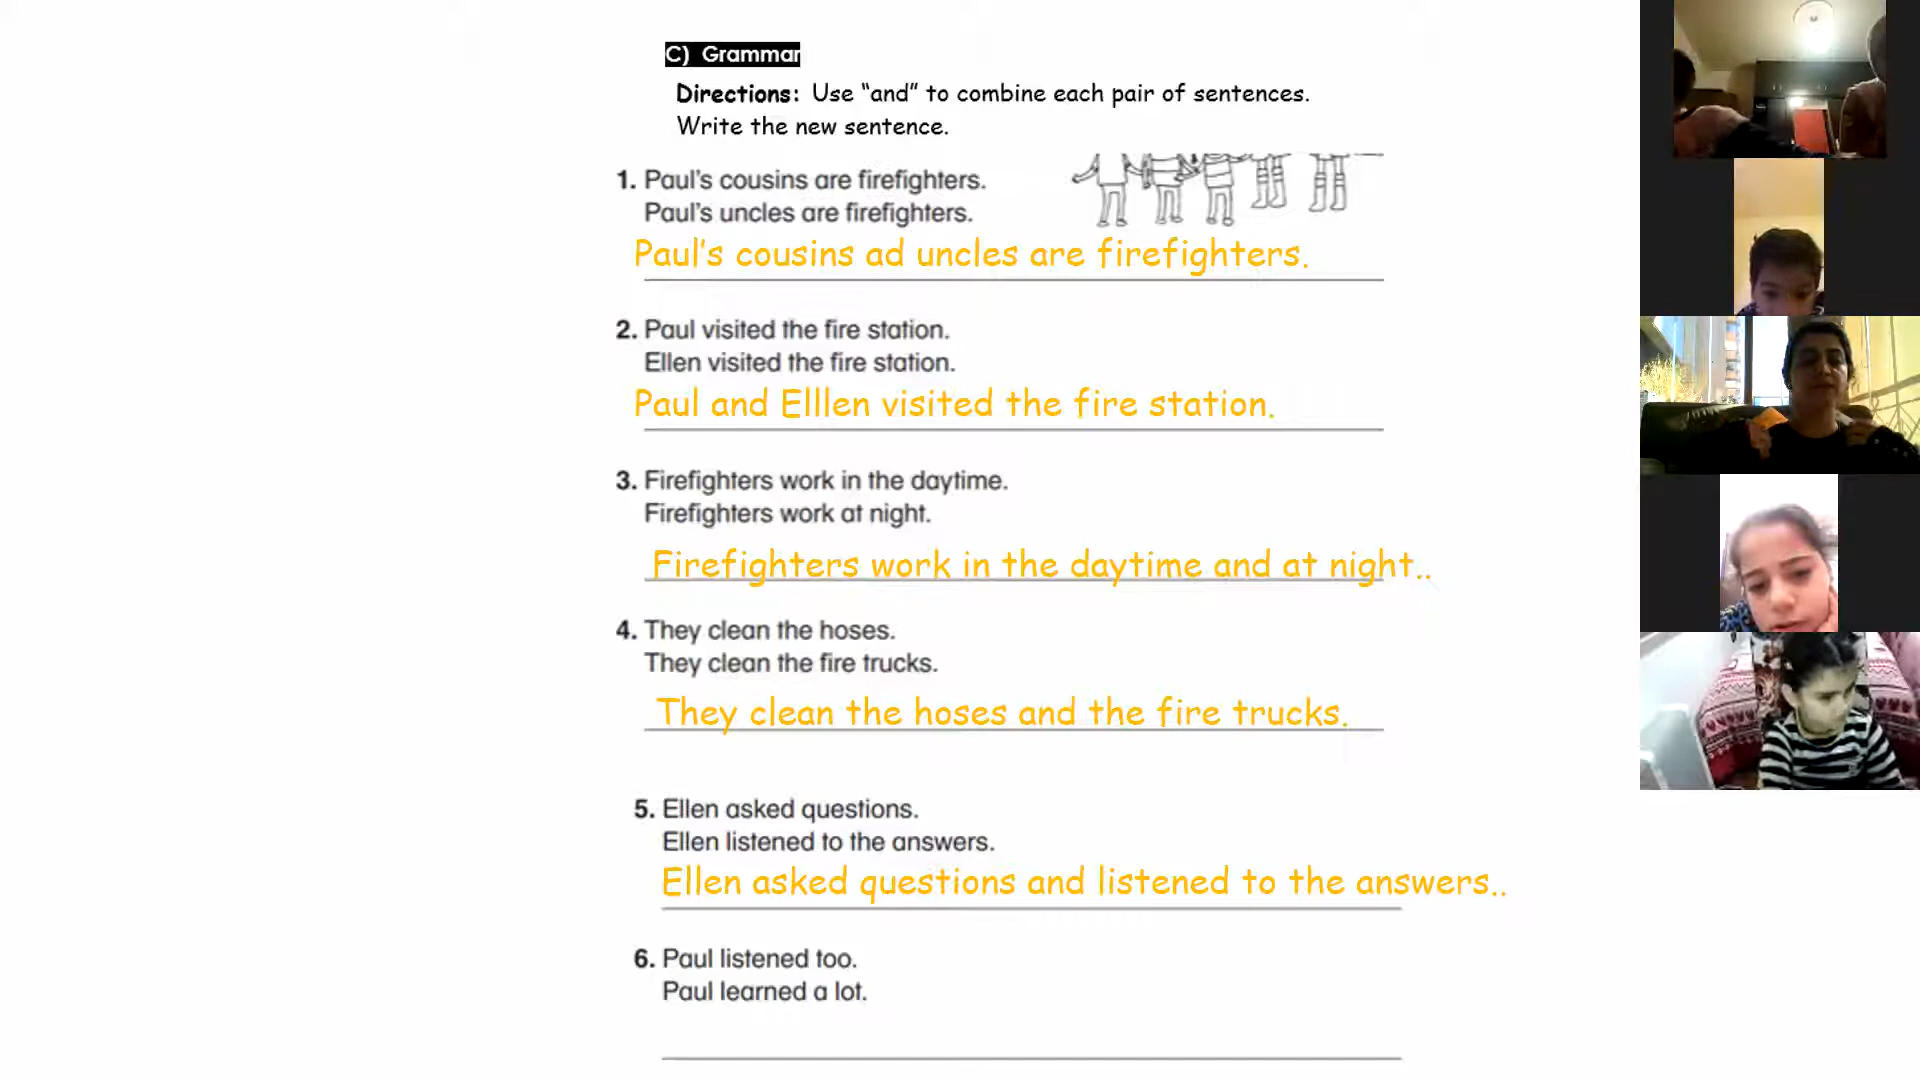 C) Grammar
Directions: Use “and” to combine each pair of sentences.
Write the new sentence.
1. Paul's cousins are firefighters.
Paul's uncles are firefighters.
Paul's cousins ad uncles are firefighters.
2. Paul visited the fire station.
Ellen visited the fire station.
Paul and Elllen visited the fire station.
3. Firefighters work in the daytime.
Firefighters work at night.
Firefighters work in the daytime and at night..
4. They clean the hoses.
They clean the fire trucks.
They clean the hoses and the fire trucks.
5. Ellen asked questions.
Ellen listened to the answers.
Ellen asked questions and listened to the answers..
6. Paul listened too.
Paul learned a lot.